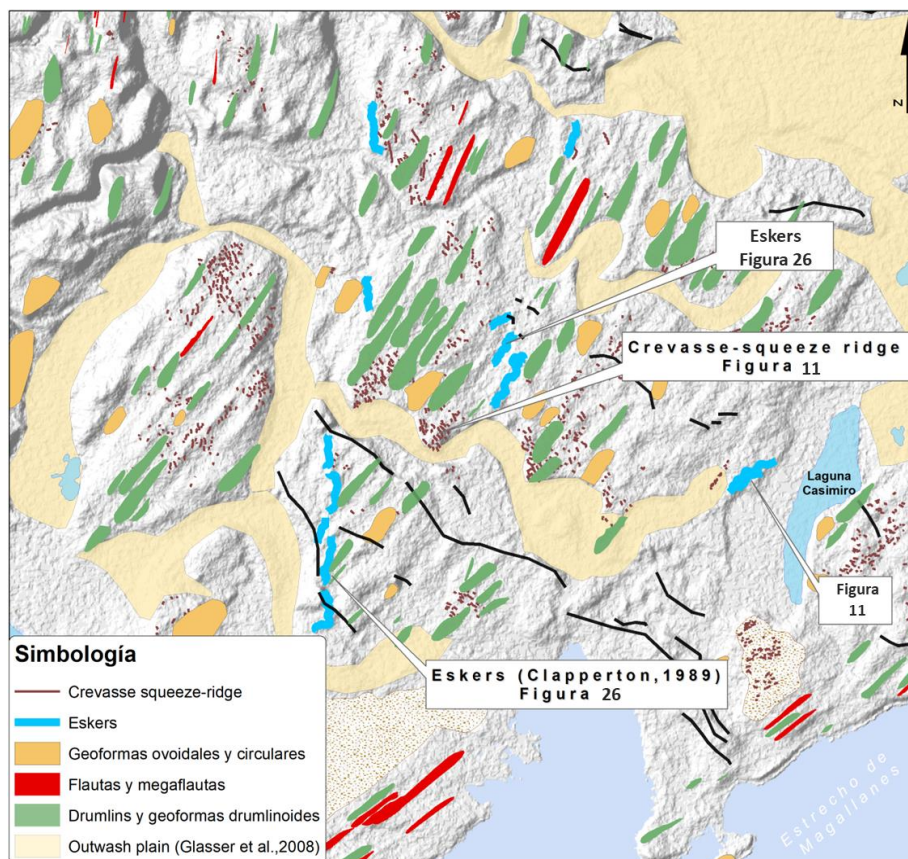 N
Eskers
Figura 26
Crevasse-squeeze ridge
Figura 11
Laguna
Casimiro
Figura
11
Eskers (Clapperton,1989)
Figura 26
Estrecho de
Magallanes
Simbología
Crevasse squeeze-ridge
Eskers
Geoformas ovoidales y circulares
Flautas y megaflautas
Drumlins y geoformas drumlinoides
Outwash plain (Glasser et al.,2008)